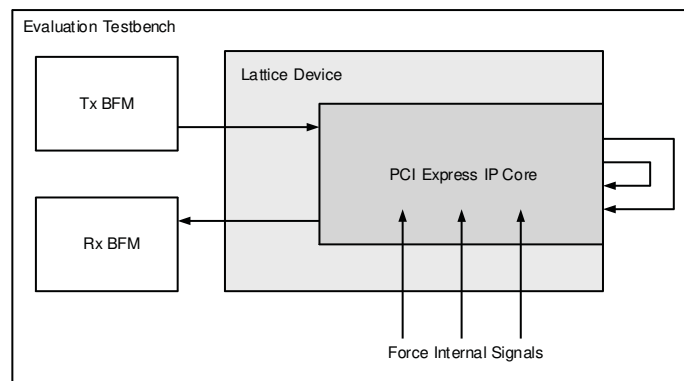 Evaluation Testbench
Lattice Device
Tx BFM
PCI Express IP Core
Rx BFM
Force Internal Signals